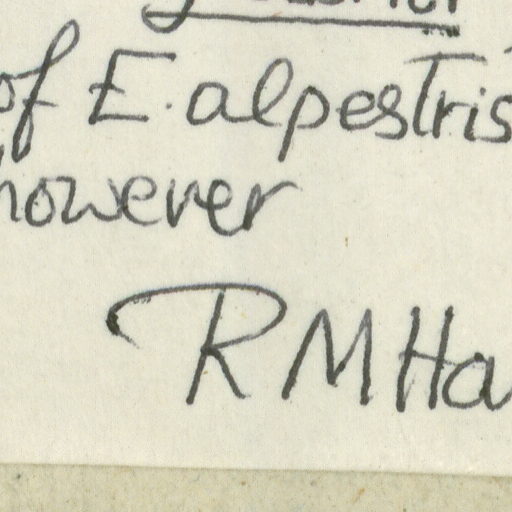 of E. alpestris
however
RMHa